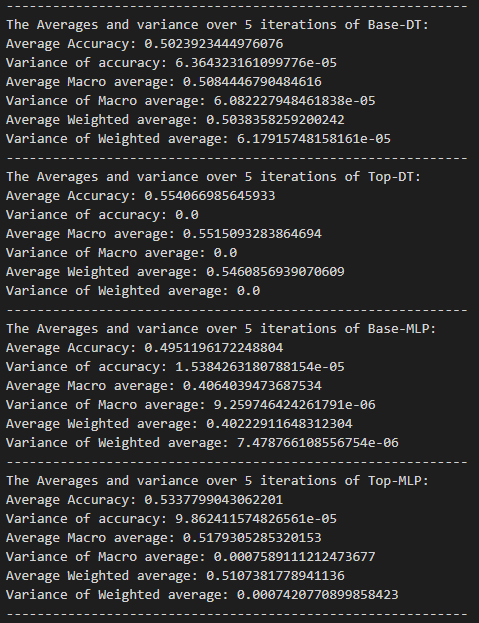 ------------------------------------------------------------
The Averages and variance over 5 iterations of Base-DT:
Average Accuracy: 0.5023923444976076
Variance of accuracy: 6.364323161099776e-05
Average Macro average: 0.5084446790484616
Variance of Macro average: 6.082227948461838e-05
Average Weighted average: 0.5038358259200242
Variance of Weighted average: 6.17915748158161e-05
------------------------------------------------------------
The Averages and variance over 5 iterations of Top-DT:
Average Accuracy: 0.554066985645933
Variance of accuracy: 0.0
Average Macro average: 0.5515093283864694
Variance of Macro average: 0.0
Average Weighted average: 0.5460856939070609
Variance of Weighted average: 0.0
------------------------------------------------------------
The Averages and variance over 5 iterations of Base-MLP:
Average Accuracy: 0.4951196172248804
Variance of accuracy: 1.5384263180788154e-05
Average Macro average: 0.4064039473687534
Variance of Macro average: 9.259746424261791e-06
Average Weighted average: 0.40222911648312304
Variance of Weighted average: 7.478766108556754e-06
------------------------------------------------------------
The Averages and variance over 5 iterations of Top-MLP:
Average Accuracy: 0.5337799043062201
Variance of accuracy: 9.862411574826561e-05
Average Macro average: 0.5179305285320153
Variance of Macro average: 0.0007589111212473677
Average Weighted average: 0.5107381778941136
Variance of Weighted average: 0.0007420770899858423
------------------------------------------------------------